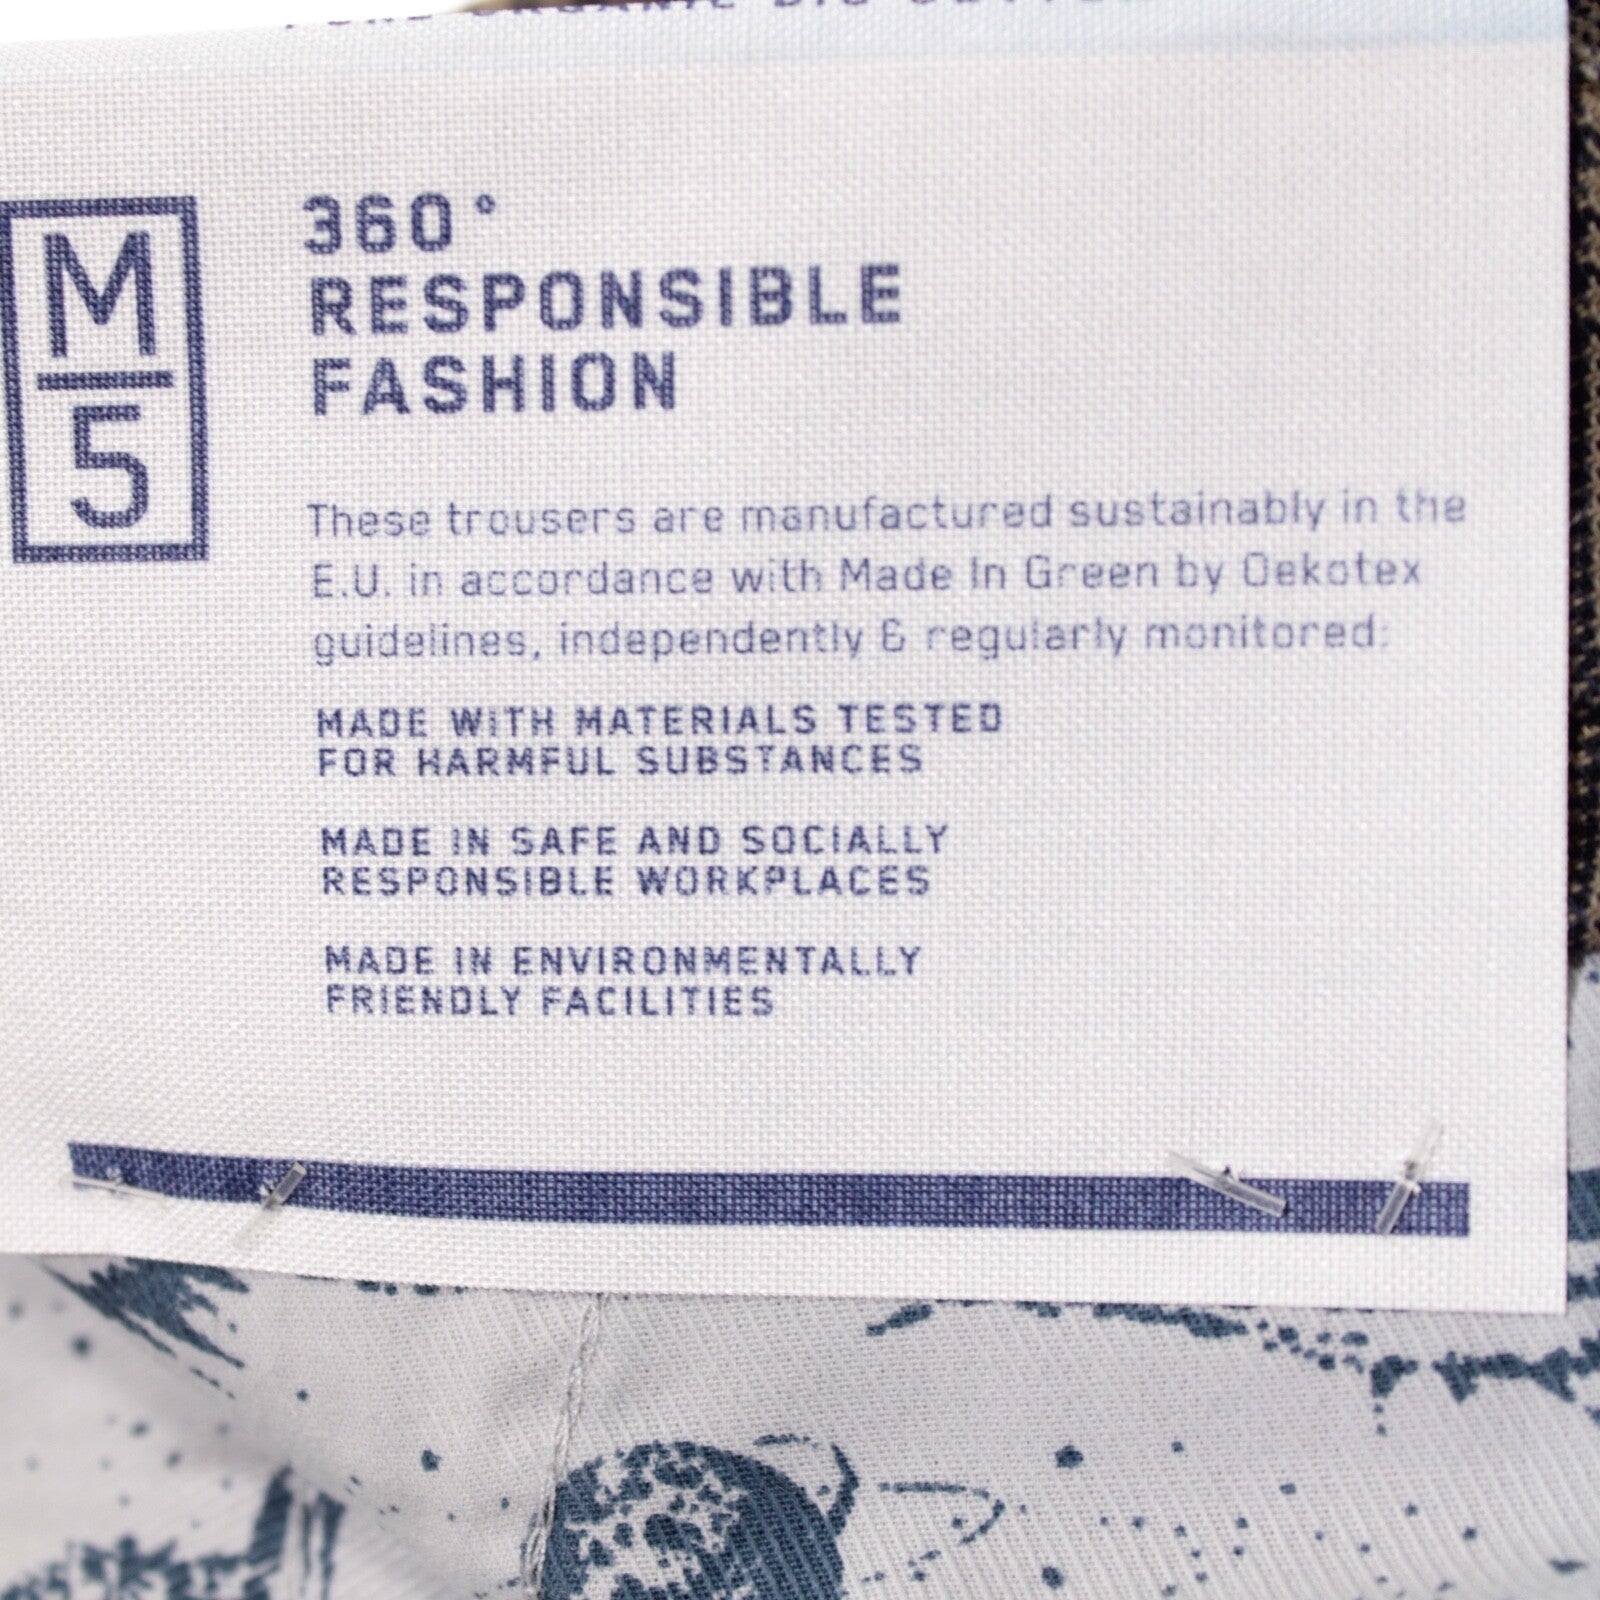 M
5
360°
RESPONSIBLE
FASHION
These trousers are manufactured sustainably in the
E.U. in accordance with Made In Green by Oekotex
guidelines, independently & regularly monitored:
MADE WITH MATERIALS TESTED
FOR HARMFUL SUBSTANCES
MADE IN SAFE AND SOCIALLY
RESPONSIBLE WORKPLACES
MADE IN ENVIRONMENTALLY
FRIENDLY FACILITIES